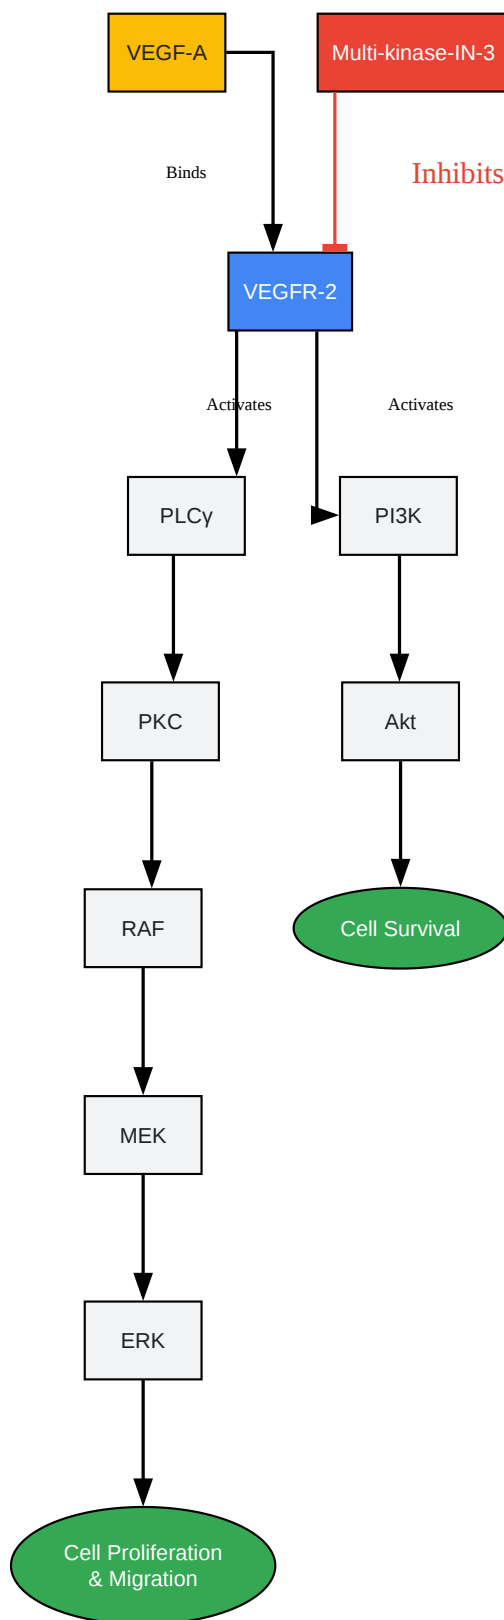 VEGF-A
Multi-kinase-IN-3
Binds
Inhibits
VEGFR-2
Activates
Activates
PLCγ
PI3K
PKC
Akt
RAF
Cell Survival
MEK
ERK
Cell Proliferation
& Migration